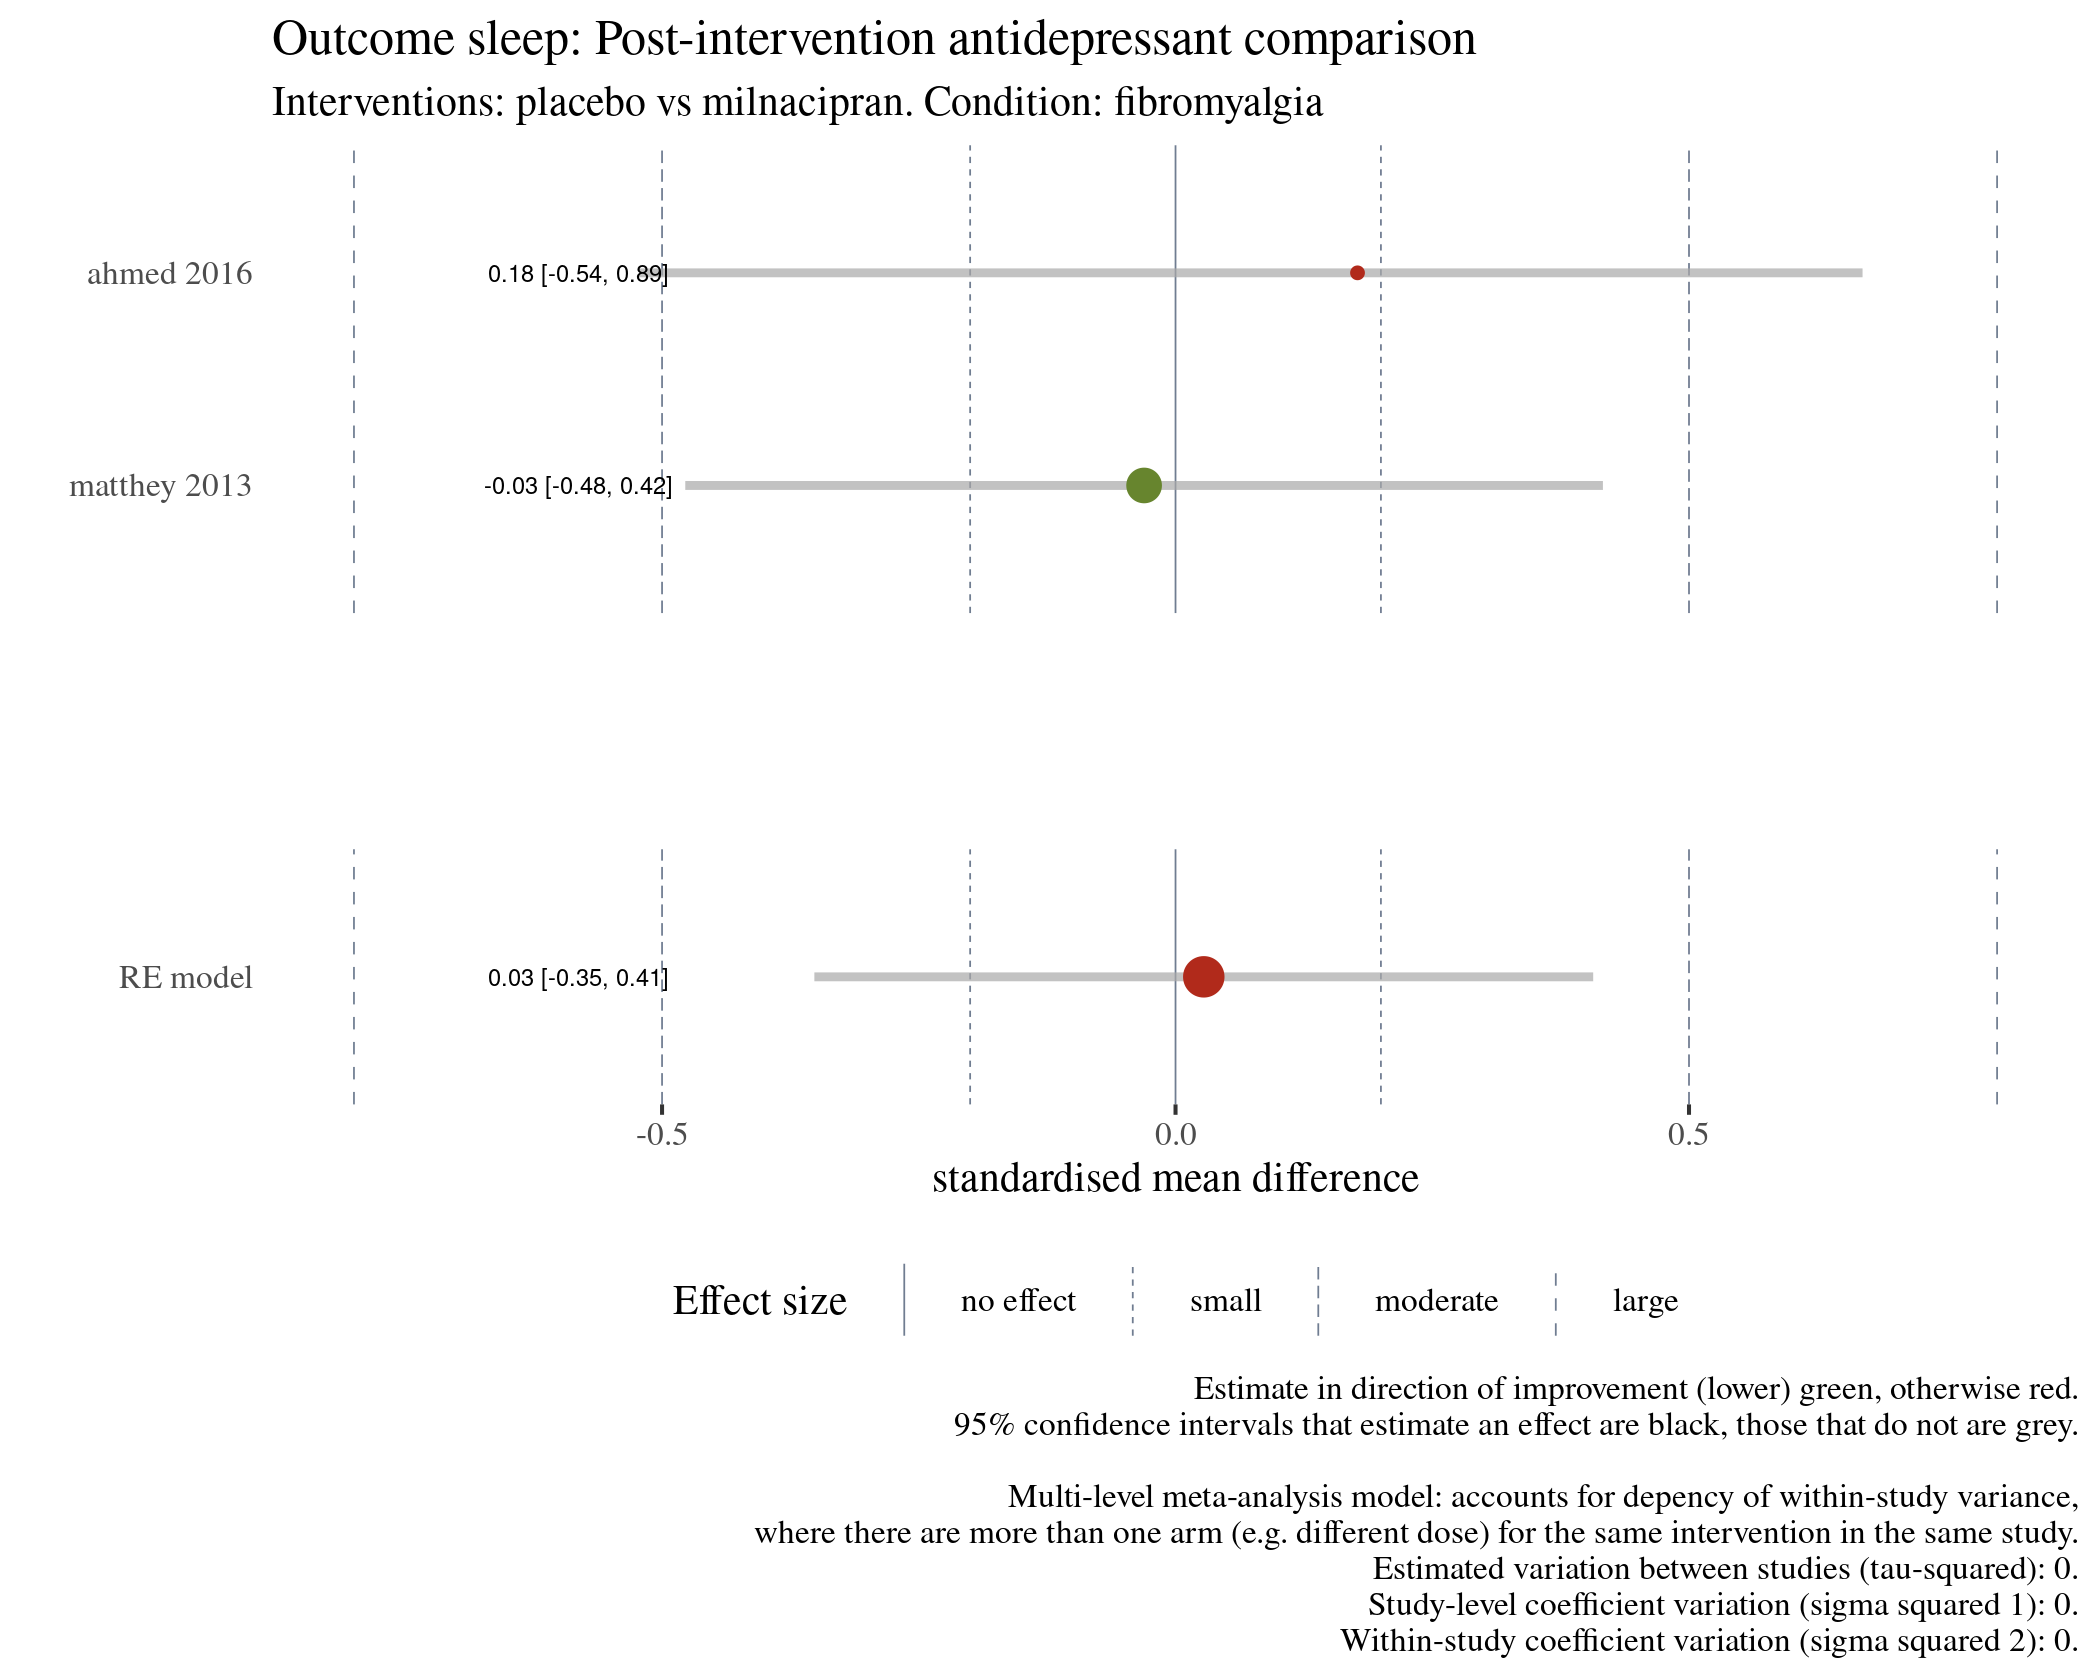 Outcome sleep: Post-intervention antidepressant comparison
Interventions: placebo vs milnacipran. Condition: fibromyalgia
ahmed 2016
0.18 [-0.54, 0.89]
matthey 2013
-0.03 [-0.48, 0.42]
RE model
0.03 [-0.35, 0.41]
-0.5 0.0 0.5
standardised mean difference
Effect size no effect small moderate large
Estimate in direction of improvement (lower) green, otherwise red.
95% confidence intervals that estimate an effect are black, those that do not are grey.
Multi-level meta-analysis model: accounts for depency of within-study variance,
where there are more than one arm (e.g. different dose) for the same intervention in the same study.
Estimated variation between studies (tau-squared): 0.
Study-level coefficient variation (sigma squared 1): 0.
Within-study coefficient variation (sigma squared 2): 0.